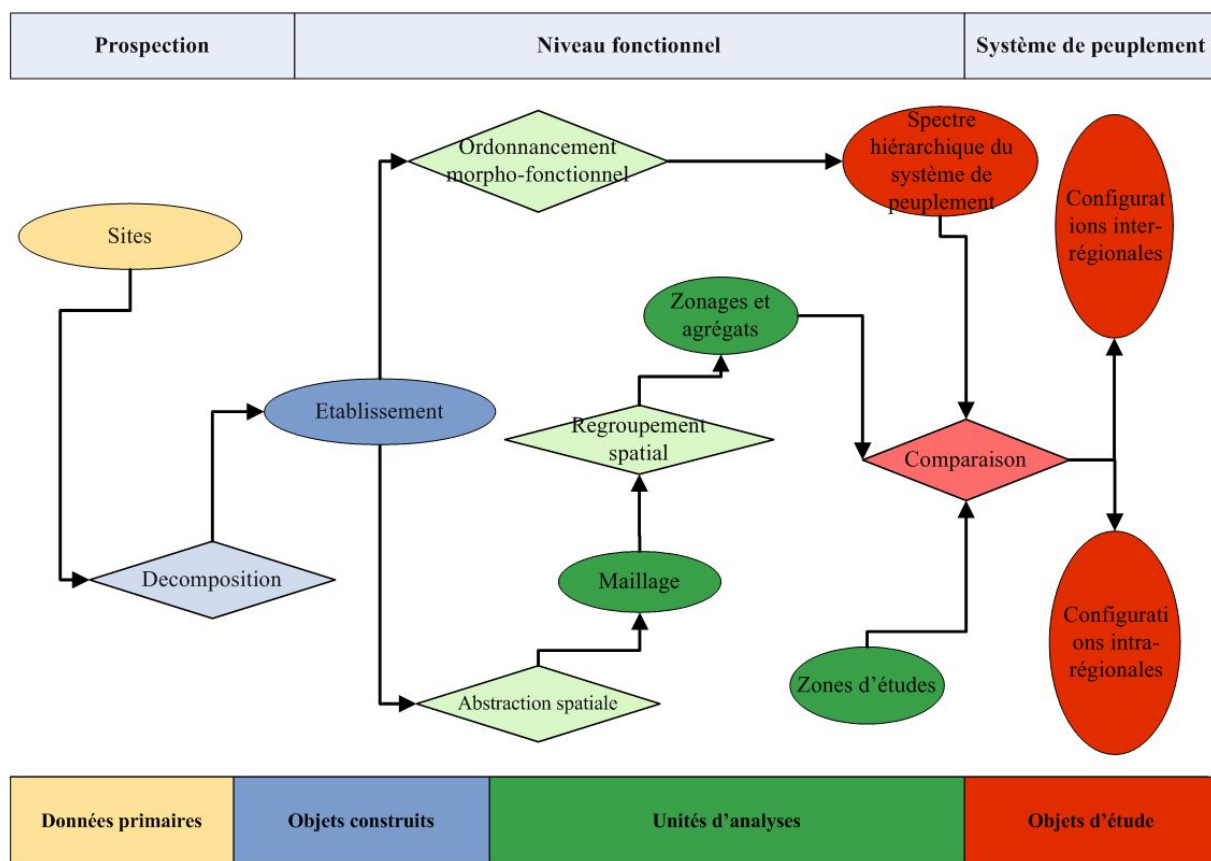 Prospection
Niveau fonctionnel
Système de peuplement
Ordonnancement
morpho-fonctionnel
Spectre
hiérarchique du
système de
peuplement
Configurat
ions inter-
régionales
Sites
Zonages et
agrégats
Etablissement
Regroupement
spatial
Comparaison
Decomposition
Maillage
Configurati
ons intra-
régionales
Zones d'études
Abstraction spatiale
Données primaires
Objets construits
Unités d'analyses
Objets d'étude